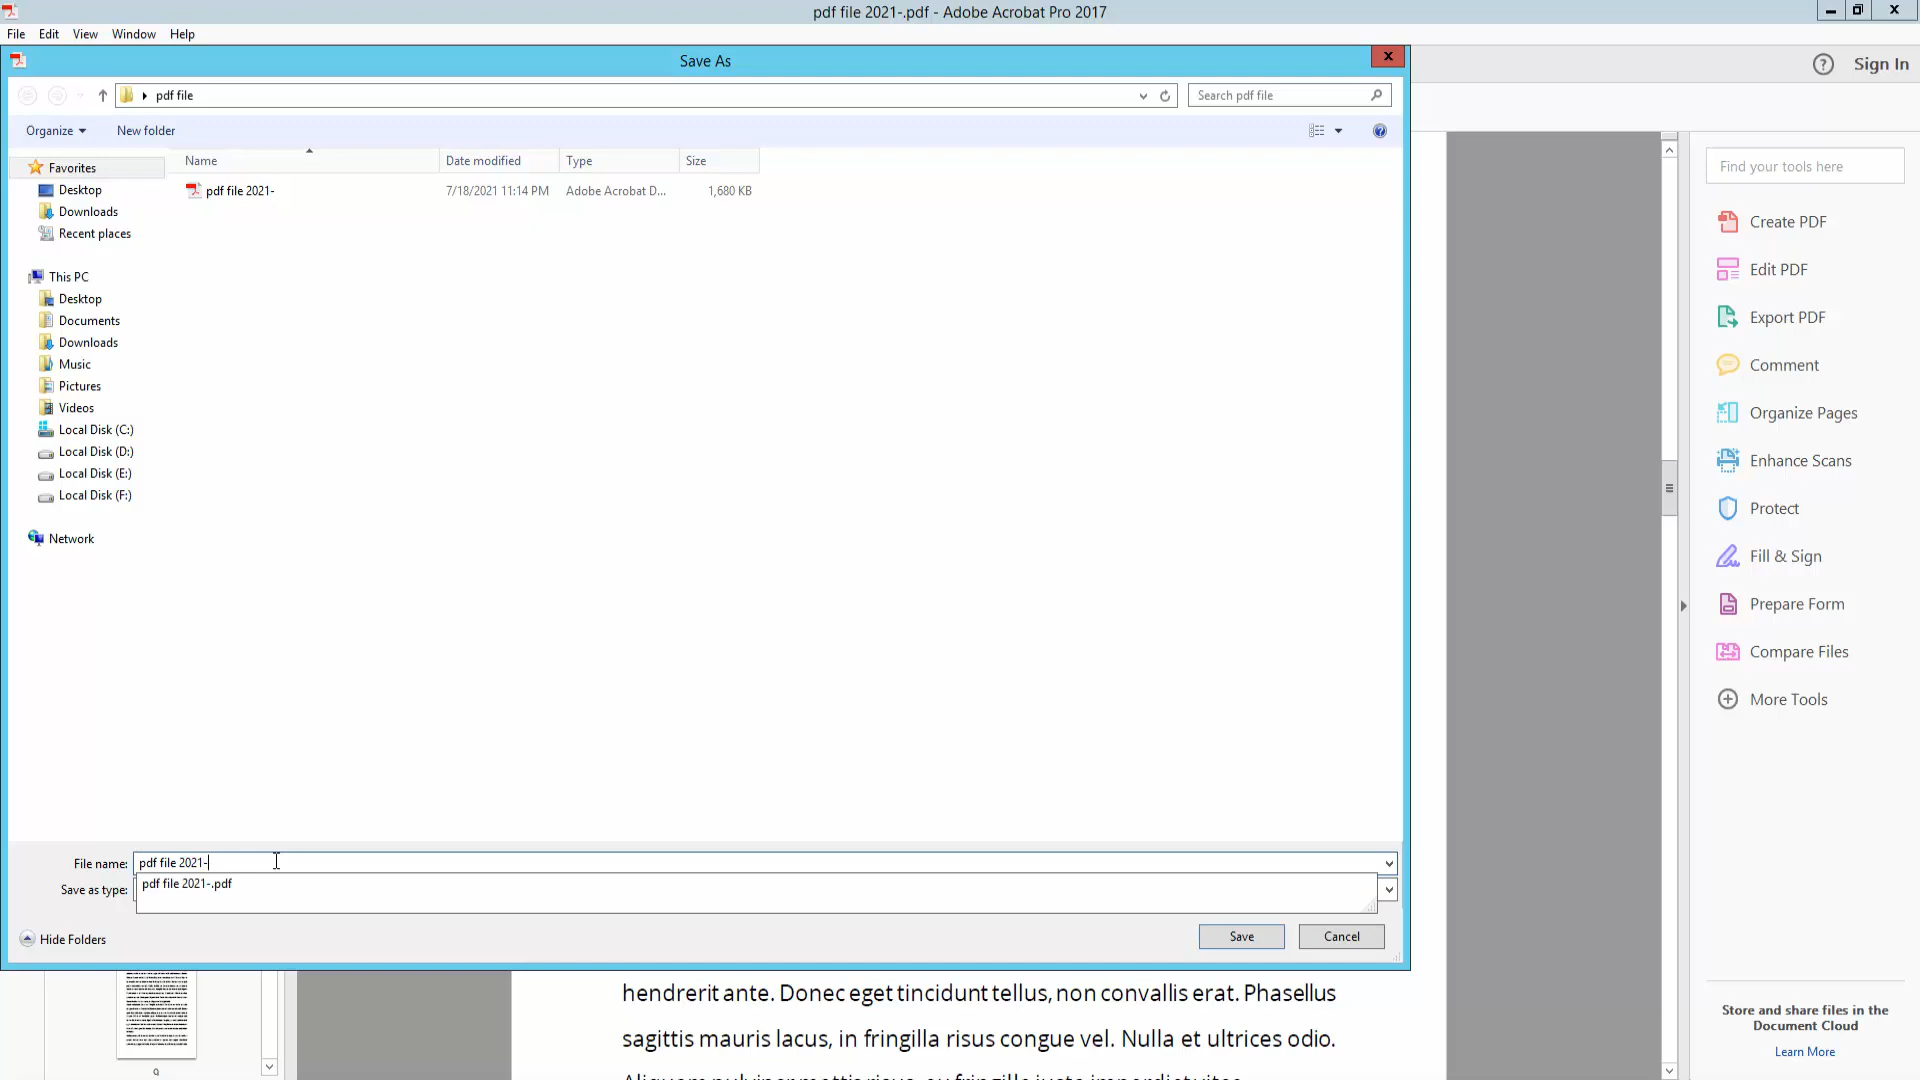 pdf file 2021-.pdf - Adobe Acrobat Pro 2017
File Edit View Window Help
Save As
Sign In
pdf file
Search pdf file
Organize New folder
Name Date modified Type Size
pdf file 2021- 7/18/2021 11:14 PM Adobe Acrobat D... 1,680 KB
Favorites
Desktop
Downloads
Recent places
This PC
Desktop
Documents
Downloads
Music
Pictures
Videos
Local Disk (C:)
Local Disk (D:)
Local Disk (E:)
Local Disk (F:)
Network
File name: pdf file 2021-
pdf file 2021-.pdf
Save as type:
Hide Folders
Save Cancel
Find your tools here
Create PDF
Edit PDF
Export PDF
Comment
Organize Pages
Enhance Scans
Protect
Fill & Sign
Prepare Form
Compare Files
More Tools
Store and share files in the
Document Cloud
Learn More
hendrerit ante. Donec eget tincidunt tellus, non convallis erat. Phasellus
sagittis mauris lacus, in fringilla risus congue vel. Nulla et ultrices odio.